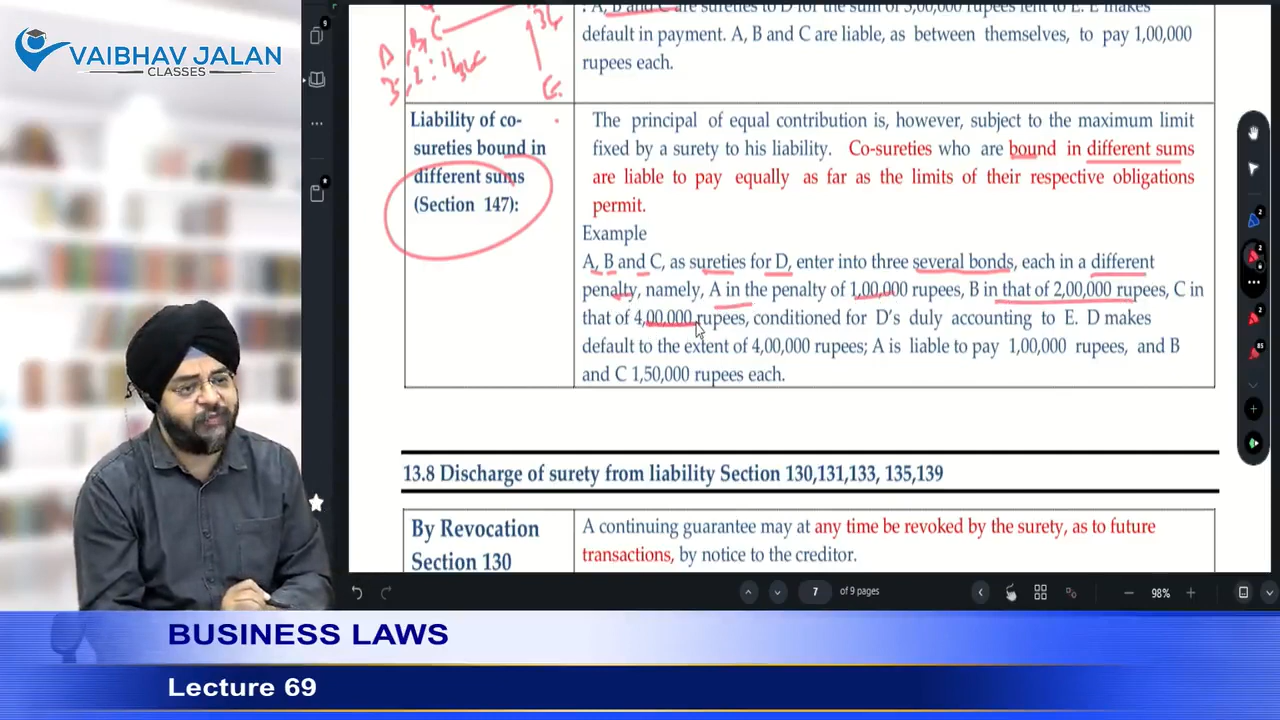 VAIBHAV JALAN
CLASSES
: A, B and C are sureties to D for the sum of 3,00,000 rupees lent to E. E makes
default in payment. A, B and C are liable, as between themselves, to pay 1,00,000
rupees each.
Liability of co-
sureties bound in
different sums
(Section 147):
The principal of equal contribution is, however, subject to the maximum limit
fixed by a surety to his liability. Co-sureties who are bound in different sums
are liable to pay equally as far as the limits of their respective obligations
permit.
Example
A, B and C, as sureties for D, enter into three several bonds, each in a different
penalty, namely, A in the penalty of 1,00,000 rupees, B in that of 2,00,000 rupees, C in
that of 4,00,000 rupees, conditioned for D's duly accounting to E. D makes
default to the extent of 4,00,000 rupees; A is liable to pay 1,00,000 rupees, and B
and C 1,50,000 rupees each.
13.8 Discharge of surety from liability Section 130,131,133, 135,139
By Revocation
Section 130
A continuing guarantee may at any time be revoked by the surety, as to future
transactions, by notice to the creditor.
7 of 9 pages
98%
BUSINESS LAWS
Lecture 69